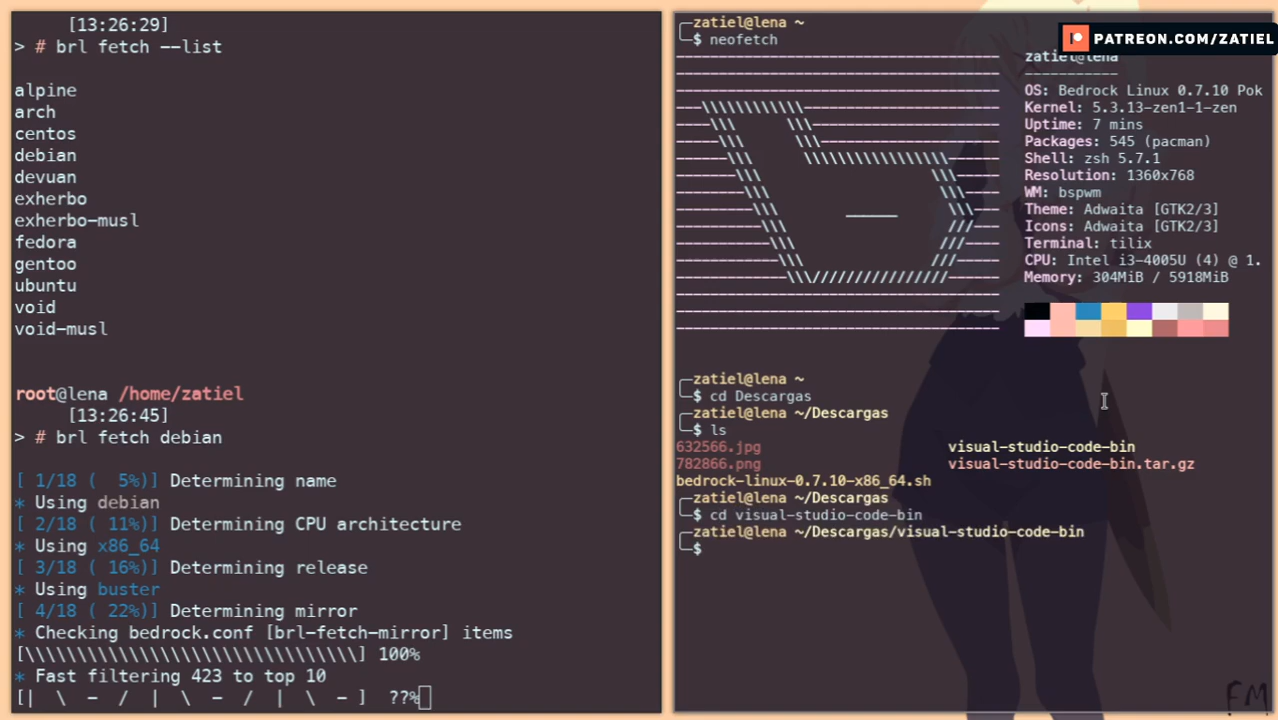 [13:26:29]
> # brl fetch --list
alpine
arch
centos
debian
devuan
exherbo
exherbo-musl
fedora
gentoo
ubuntu
void
void-musl
root@lena /home/zatiel
[13:26:45]
> # brl fetch debian
[ 1/18 (  5%)] Determining name
* Using debian
[ 2/18 ( 11%)] Determining CPU architecture
* Using x86_64
[ 3/18 ( 16%)] Determining release
* Using buster
[ 4/18 ( 22%)] Determining mirror
* Checking bedrock.conf [brl-fetch-mirror] items
[\\\\\\\\\\\\\\\\\\\\\\\\\\\\\\\\] 100%
* Fast filtering 423 to top 10
[|  \  -  /  |  \  -  /  |  \  - ]  ??%
zatiel@lena ~
$ neofetch
PATREON.COM/ZATIEL
zatiel@lena
-----------
OS: Bedrock Linux 0.7.10 Pok
Kernel: 5.3.13-zen1-1-zen
Uptime: 7 mins
Packages: 545 (pacman)
Shell: zsh 5.7.1
Resolution: 1360x768
WM: bspwm
Theme: Adwaita [GTK2/3]
Icons: Adwaita [GTK2/3]
Terminal: tilix
CPU: Intel i3-4005U (4) @ 1.
Memory: 304MiB / 5918MiB
zatiel@lena ~
$ cd Descargas
zatiel@lena ~/Descargas
$ ls
632566.jpg visual-studio-code-bin
782866.png visual-studio-code-bin.tar.gz
bedrock-linux-0.7.10-x86_64.sh
zatiel@lena ~/Descargas
$ cd visual-studio-code-bin
zatiel@lena ~/Descargas/visual-studio-code-bin
$
FM